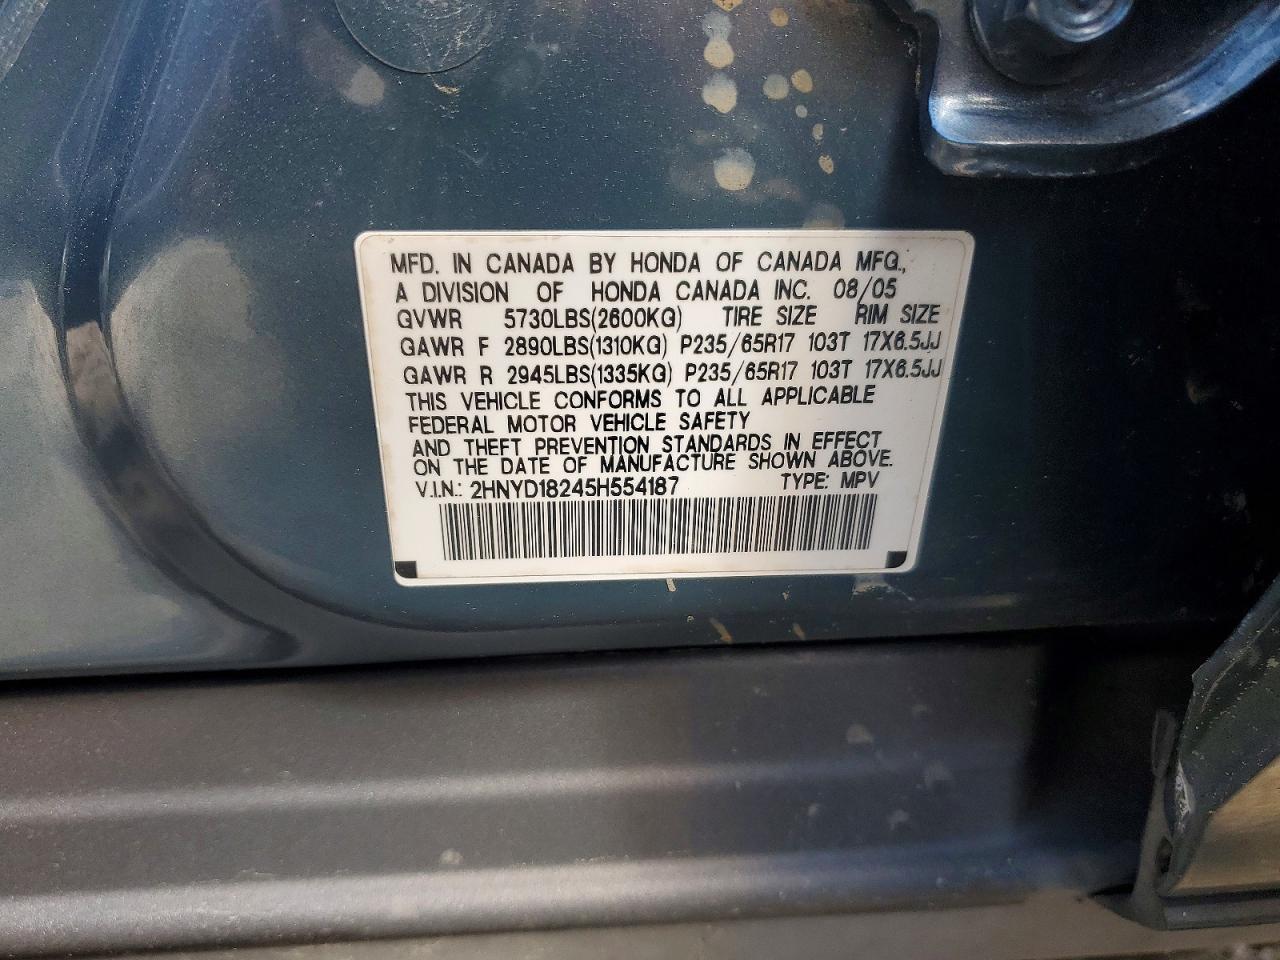 MFD. IN CANADA BY HONDA OF CANADA MFG.,
A DIVISION OF HONDA CANADA INC. 08/05
GVWR 5730LBS(2600KG) TIRE SIZE RIM SIZE
GAWR F 2890LBS(1310KG) P235/65R17 103T 17X6.5JJ
GAWR R 2945LBS(1335KG) P235/65R17 103T 17X6.5JJ
THIS VEHICLE CONFORMS TO ALL APPLICABLE
FEDERAL MOTOR VEHICLE SAFETY
AND THEFT PREVENTION STANDARDS IN EFFECT
ON THE DATE OF MANUFACTURE SHOWN ABOVE.
V.I.N.: 2HNYD18245H554187 TYPE: MPV